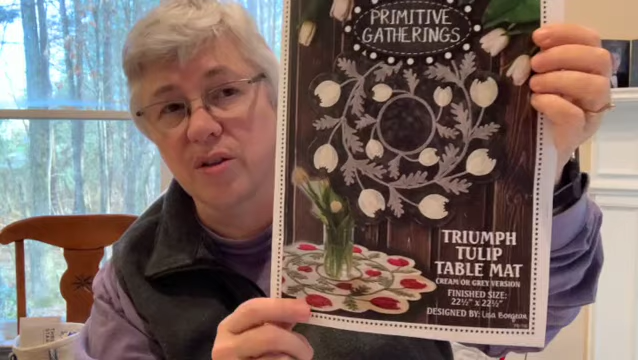 PRIMITIVE
GATHERINGS
TRIUMPH
TULIP
TABLE MAT
CREAM OR GREY VERSION
FINISHED SIZE:
22½" x 22½"
DESIGNED BY: Lisa Bongean